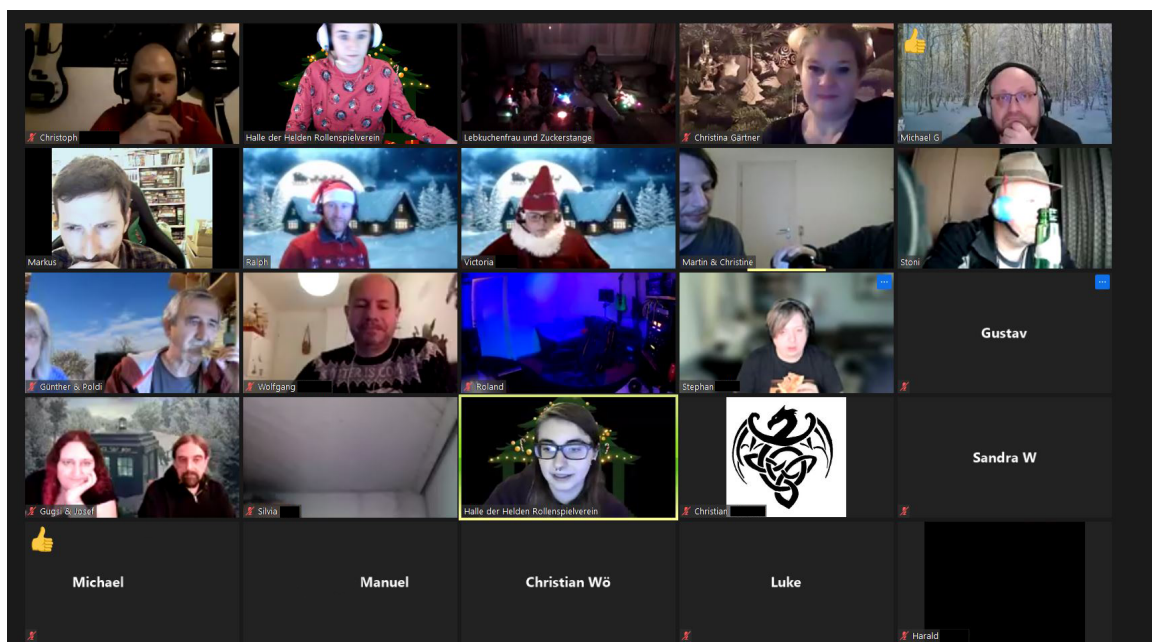 Christoph
Halle der Helden Rollenspielverein
Lebkuchenfrau und Zuckerstange
Christina Gärtner
Michael G
Markus
Ralph
Victoria
Martin & Christine
Stoni
Günther & Poldi
Wolfgang
Roland
Stephan
Gustav
Gugsi & Josef
Silvia
Halle der Helden Rollenspielverein
Christian
Sandra W
Michael
Manuel
Christian Wö
Luke
Harald